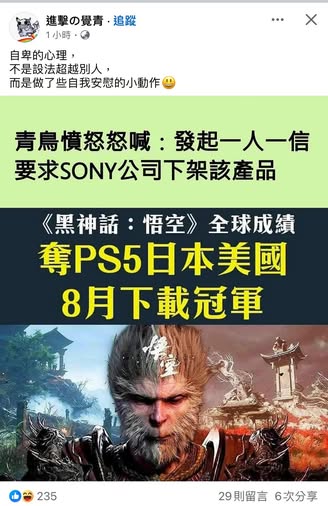 進擊の覺青 · 追蹤
1 小時 ·
自卑的心理，
不是設法超越別人，
而是做了些自我安慰的小動作😃
青鳥憤怒怒喊：發起一人一信
要求SONY公司下架該產品
《黑神話：悟空》全球成績
奪PS5日本美國
8月下載冠軍
悟空
235
29則留言 6次分享